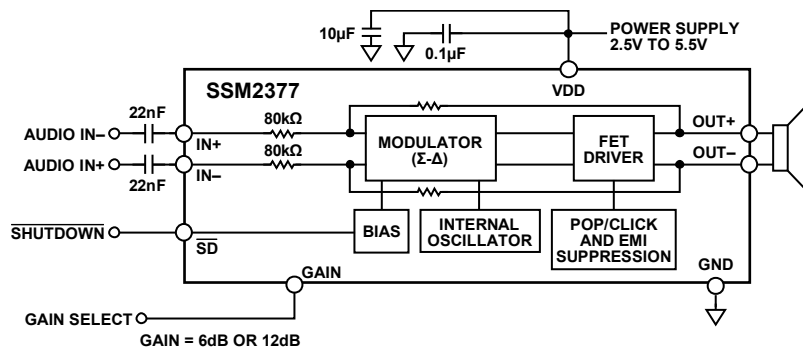 10µF
0.1µF
POWER SUPPLY
2.5V TO 5.5V
SSM2377
VDD
22nF
AUDIO IN–
IN+
80kΩ
MODULATOR
(Σ-Δ)
FET
DRIVER
OUT+
AUDIO IN+
22nF
IN–
80kΩ
OUT–
SHUTDOWN
SD
BIAS
INTERNAL
OSCILLATOR
POP/CLICK
AND EMI
SUPPRESSION
GAIN
GND
GAIN SELECT
GAIN = 6dB OR 12dB